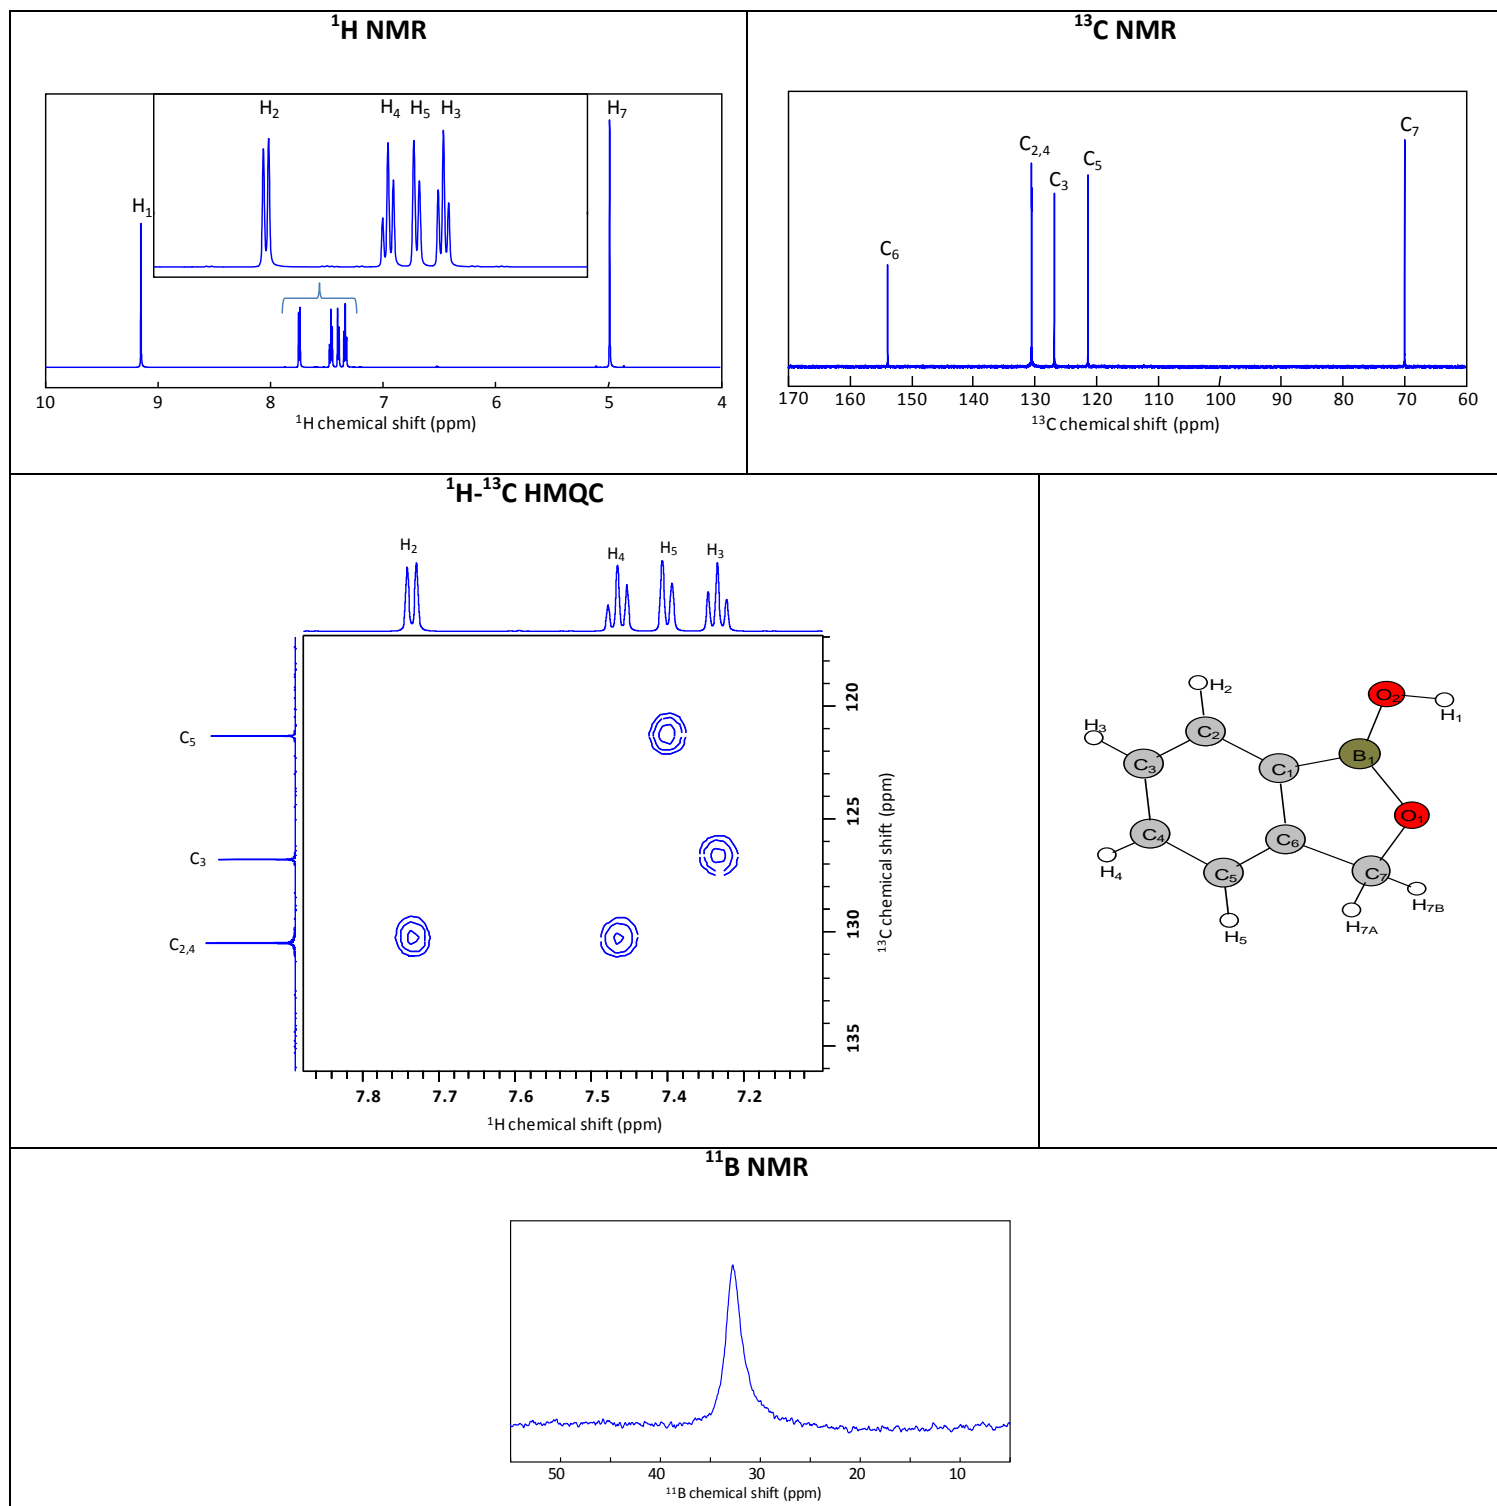 ¹H NMR
H₂ H₄ H₅ H₃ H₇
H₁
10 9 8 7 6 5 4
¹H chemical shift (ppm)
¹³C NMR
C₇
C₂,₄ C₅
C₃
C₆
170 160 150 140 130 120 110 100 90 80 70 60
¹³C chemical shift (ppm)
¹H-¹³C HMQC
H₂ H₄ H₅ H₃
C₅
C₃
C₂,₄
120
125
130
135
¹³C chemical shift (ppm)
7.8 7.7 7.6 7.5 7.4 7.3 7.2
¹H chemical shift (ppm)
H₂ O₂ H₁
H₃ C₂ B₁
C₃ C₁
O₁
C₄ C₆
H₄ C₅ C₇
H₇B
H₅ H₇A
¹¹B NMR
50 40 30 20 10
¹¹B chemical shift (ppm)